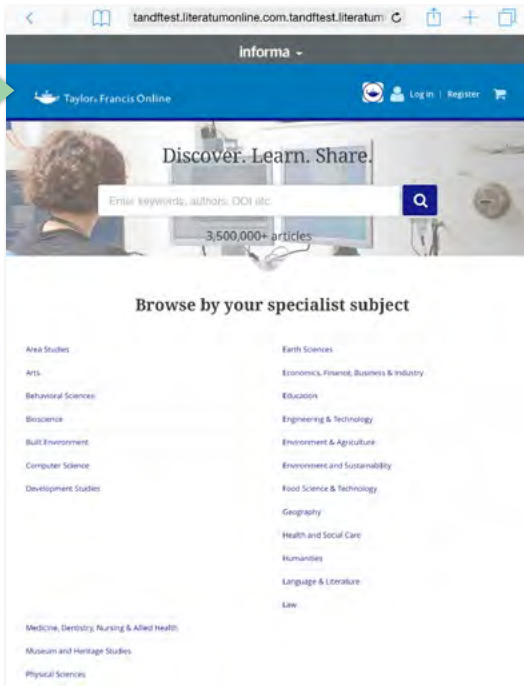 tandftest.literatumonline.com.tandftest.literatum
informa
Taylor & Francis Online
Log in | Register
Discover. Learn. Share.
Enter keywords, authors, DOI etc.
3,500,000+ articles
Browse by your specialist subject
Area Studies
Arts
Behavioral Sciences
Bioscience
Built Environment
Computer Science
Development Studies
Earth Sciences
Economics, Finance, Business & Industry
Education
Engineering & Technology
Environment & Agriculture
Environment and Sustainability
Food Science & Technology
Geography
Health and Social Care
Humanities
Language & Literature
Law
Medicine, Dentistry, Nursing & Allied Health
Museum and Heritage Studies
Physical Sciences